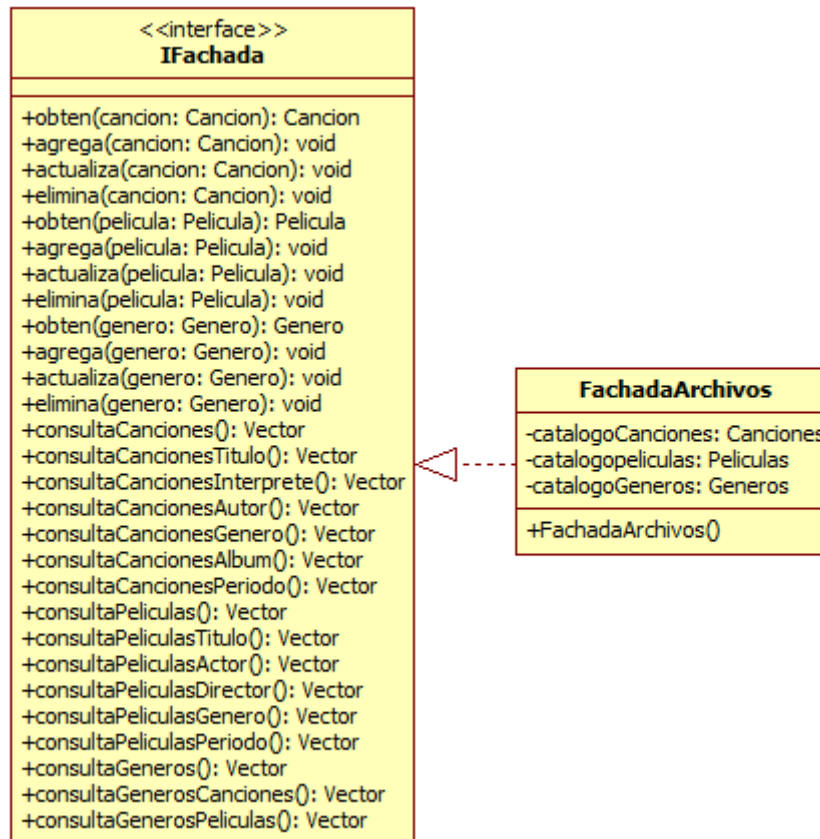 <<interface>>
IFachada
+obten(cancion: Cancion): Cancion
+agrega(cancion: Cancion): void
+actualiza(cancion: Cancion): void
+elimina(cancion: Cancion): void
+obten(pelicula: Pelicula): Pelicula
+agrega(pelicula: Pelicula): void
+actualiza(pelicula: Pelicula): void
+elimina(pelicula: Pelicula): void
+obten(genero: Genero): Genero
+agrega(genero: Genero): void
+actualiza(genero: Genero): void
+elimina(genero: Genero): void
+consultaCanciones(): Vector
+consultaCancionesTitulo(): Vector
+consultaCancionesInterprete(): Vector
+consultaCancionesAutor(): Vector
+consultaCancionesGenero(): Vector
+consultaCancionesAlbum(): Vector
+consultaCancionesPeriodo(): Vector
+consultaPeliculas(): Vector
+consultaPeliculasTitulo(): Vector
+consultaPeliculasActor(): Vector
+consultaPeliculasDirector(): Vector
+consultaPeliculasGenero(): Vector
+consultaPeliculasPeriodo(): Vector
+consultaGeneros(): Vector
+consultaGenerosCanciones(): Vector
+consultaGenerosPeliculas(): Vector
FachadaArchivos
-catalogoCanciones: Canciones
-catalogopeliculas: Peliculas
-catalogoGeneros: Generos
+FachadaArchivos()